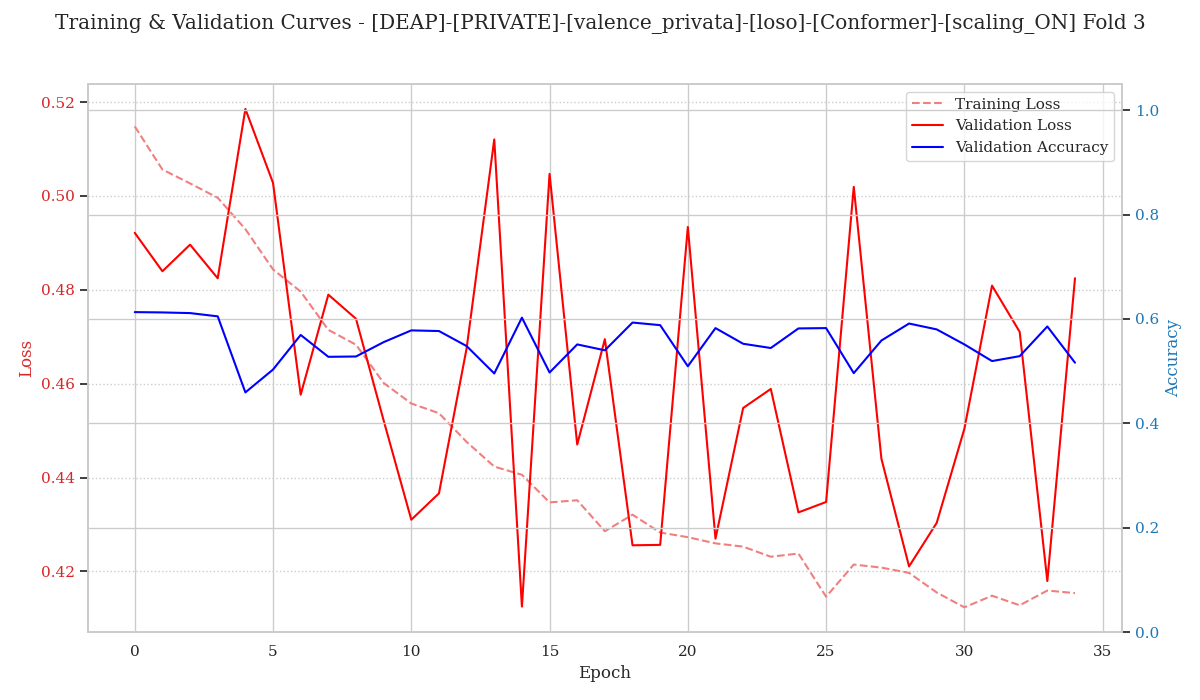 Training & Validation Curves - [DEAP]-[PRIVATE]-[valence_privata]-[loso]-[Conformer]-[scaling_ON] Fold 3
Training Loss
Validation Loss
Validation Accuracy
Loss
0.52
0.50
0.48
0.46
0.44
0.42
1.0
0.8
0.6
0.4
0.2
0.0
Accuracy
0 5 10 15 20 25 30 35
Epoch